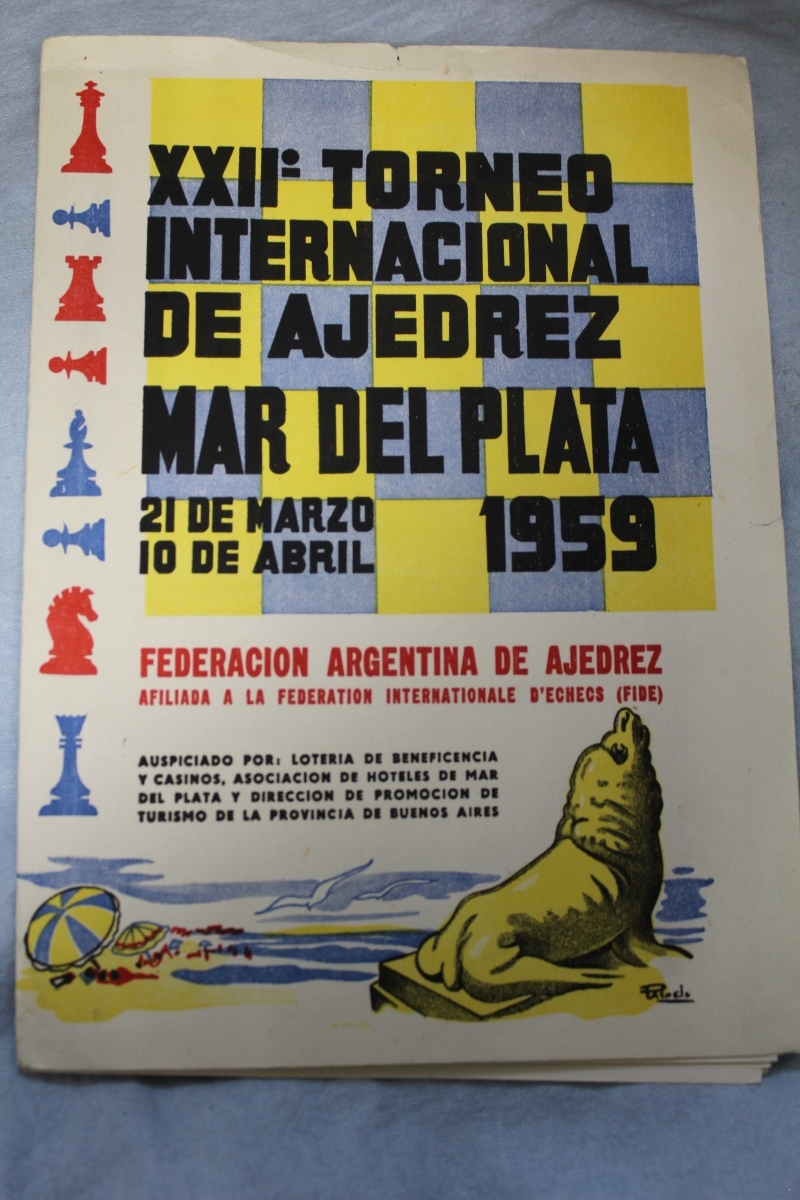 XXIIº TORNEO
INTERNACIONAL
DE AJEDREZ
MAR DEL PLATA
21 DE MARZO
10 DE ABRIL
1959
FEDERACION ARGENTINA DE AJEDREZ
AFILIADA A LA FEDERATION INTERNATIONALE D'ECHECS (FIDE)
AUSPICIADO POR: LOTERIA DE BENEFICENCIA
Y CASINOS, ASOCIACION DE HOTELES DE MAR
DEL PLATA Y DIRECCION DE PROMOCION DE
TURISMO DE LA PROVINCIA DE BUENOS AIRES